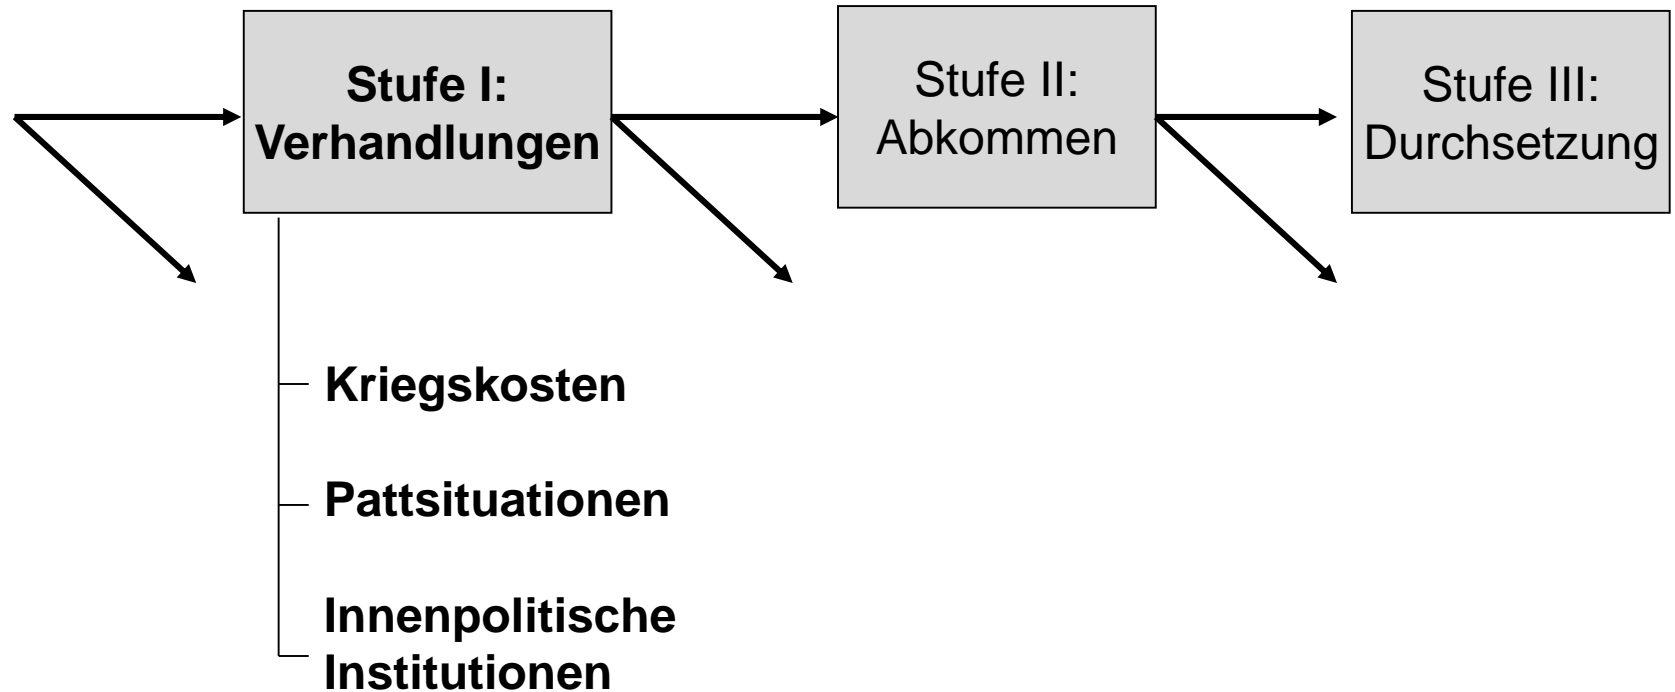 Stufe I:
Verhandlungen
Stufe II:
Abkommen
Stufe III:
Durchsetzung
Kriegskosten
Pattsituationen
Innenpolitische
Institutionen